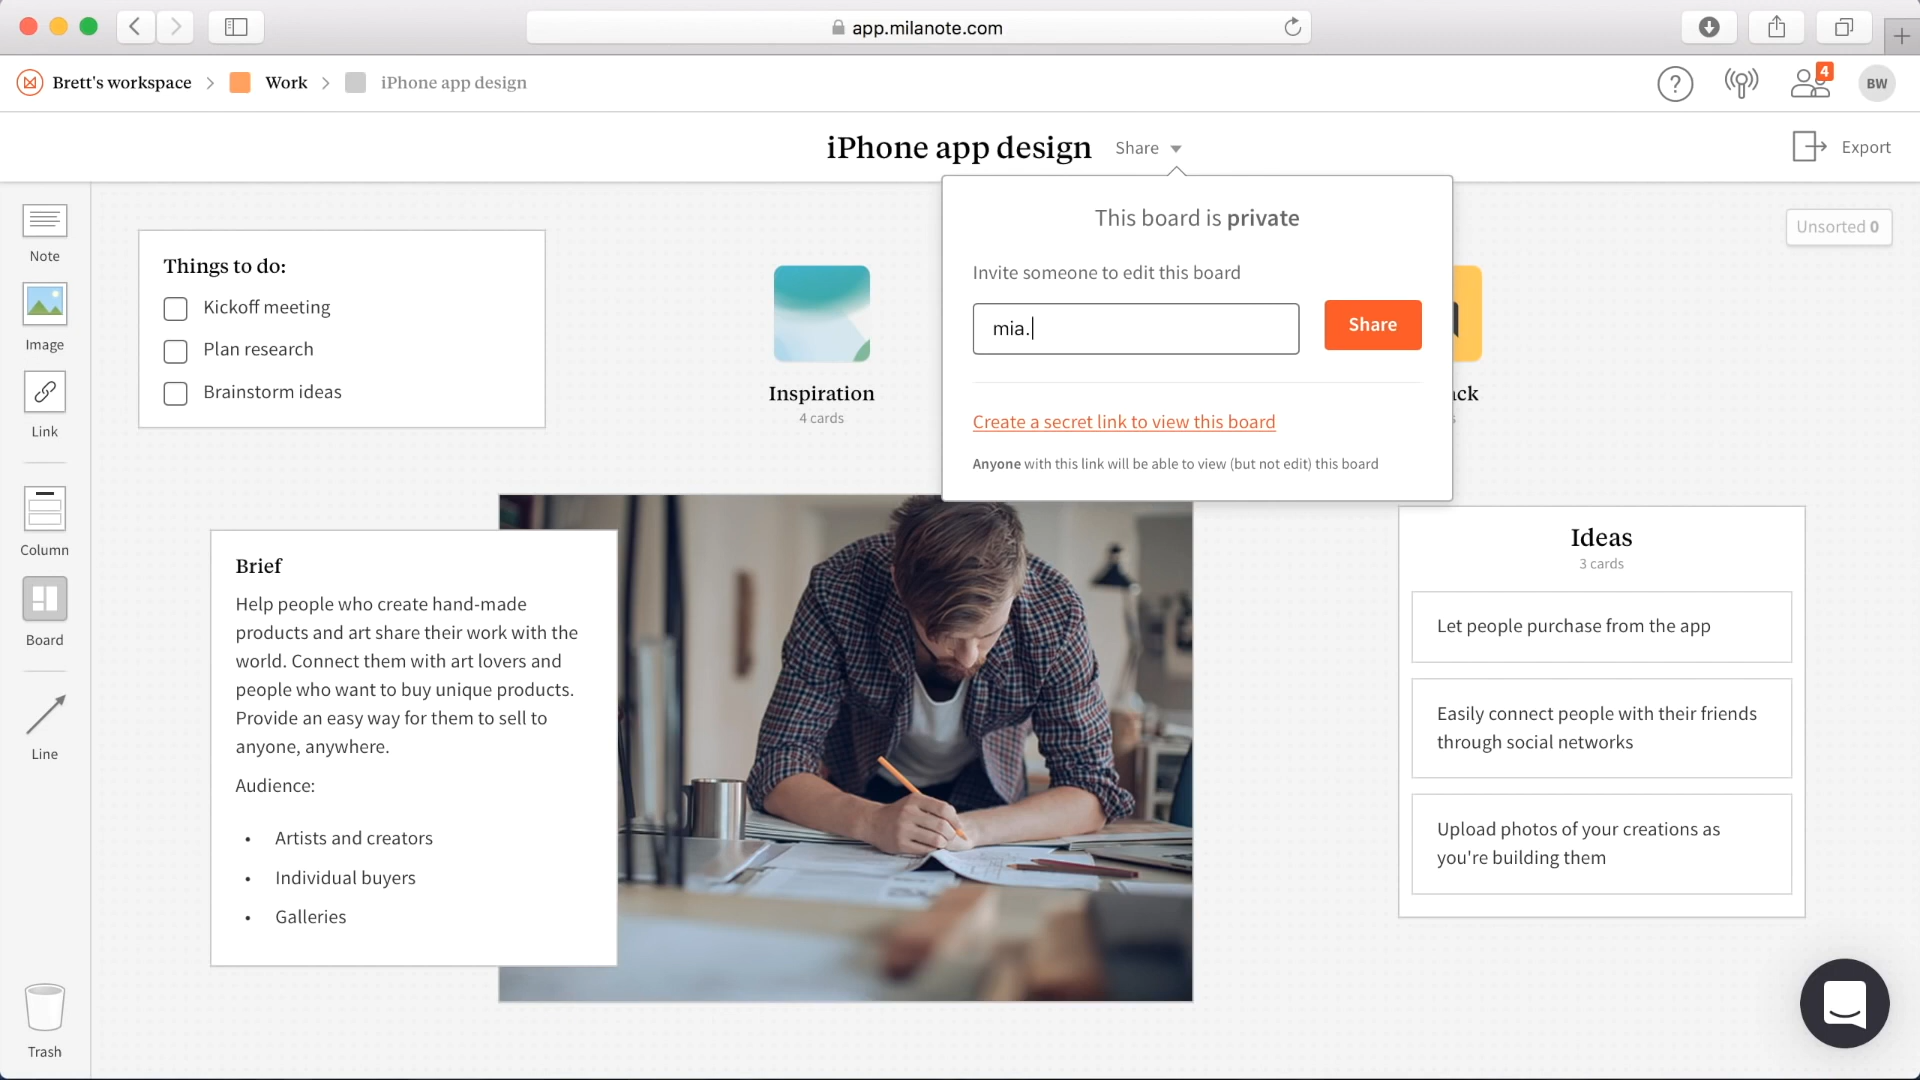 app.milanote.com
Brett's workspace
Work
iPhone app design
4
BW
iPhone app design
Share
Export
Note
Image
Link
Column
Board
Line
Trash
Things to do:
Kickoff meeting
Plan research
Brainstorm ideas
Inspiration
4 cards
This board is private
Invite someone to edit this board
mia.
Share
Create a secret link to view this board
Anyone with this link will be able to view (but not edit) this board
Unsorted 0
Brief
Help people who create hand-made
products and art share their work with the
world. Connect them with art lovers and
people who want to buy unique products.
Provide an easy way for them to sell to
anyone, anywhere.
Audience:
• Artists and creators
• Individual buyers
• Galleries
Ideas
3 cards
Let people purchase from the app
Easily connect people with their friends
through social networks
Upload photos of your creations as
you're building them